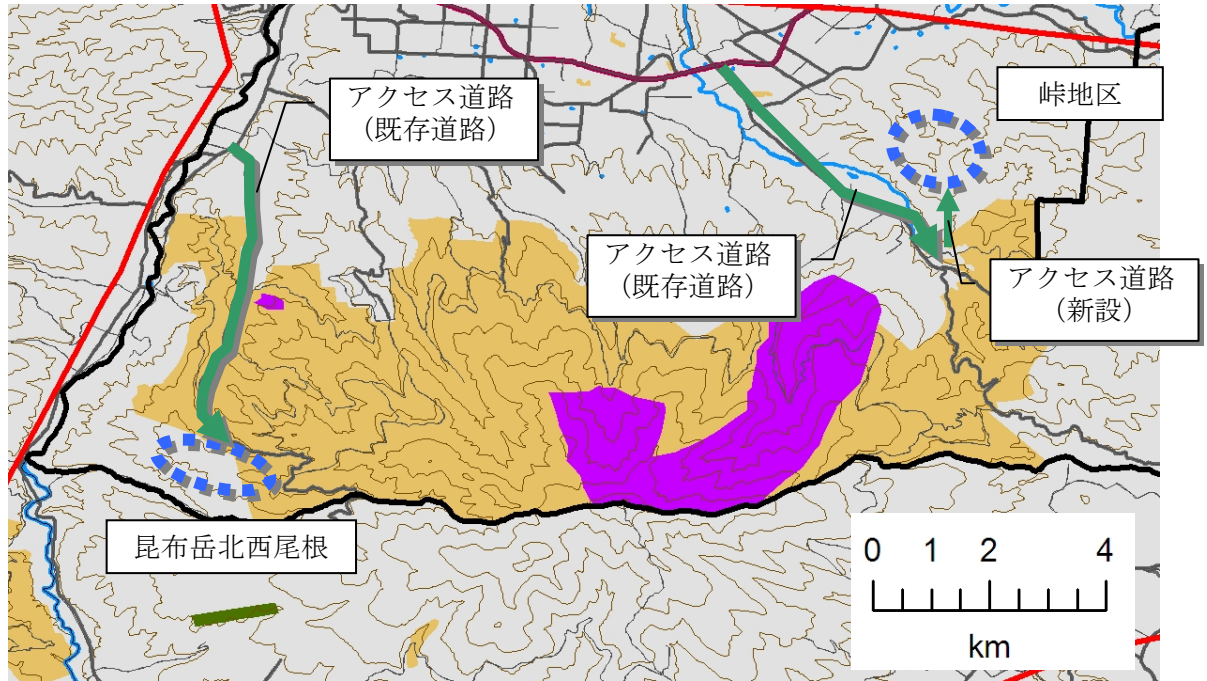 アクセス道路
（既存道路）
峠地区
アクセス道路
（既存道路）
アクセス道路
（新設）
昆布岳北西尾根
0 1 2 4
km